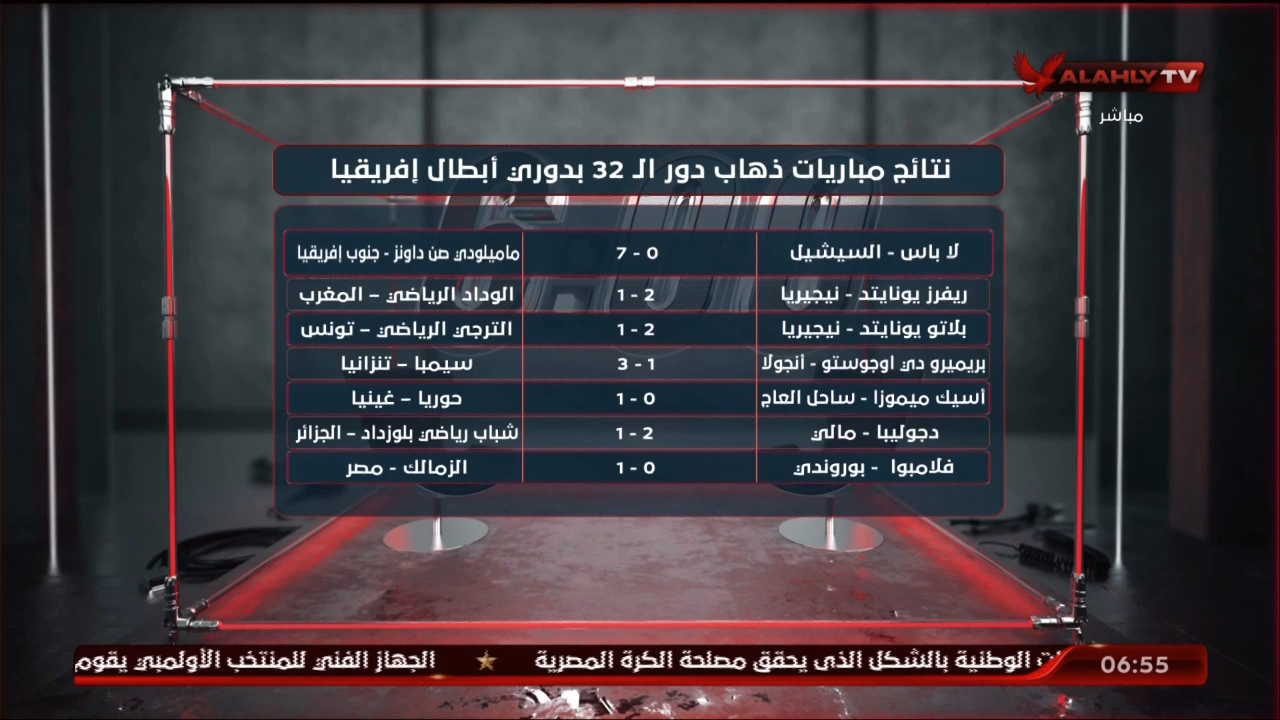 ALAHLY TV
مباشر
نتائج مباريات ذهاب دور الـ 32 بدوري أبطال إفريقيا
لا باس - السيشيل 7 - 0 ماميلودي صن داونز - جنوب إفريقيا
ريفرز يونايتد - نيجيريا 1 - 2 الوداد الرياضي – المغرب
بلاتو يونايتد - نيجيريا 1 - 2 الترجي الرياضي – تونس
بريميرو دي اوجوستو - أنجولا 3 - 1 سيمبا – تنزانيا
أسيك ميموزا - ساحل العاج 1 - 0 حوريا – غينيا
دجوليبا - مالي 1 - 2 شباب رياضي بلوزداد – الجزائر
فلامبوا - بوروندي 1 - 0 الزمالك - مصر
06:55 الوطنية بالشكل الذى يحقق مصلحة الكرة المصرية الجهاز الفني للمنتخب الأولمبي يقوم